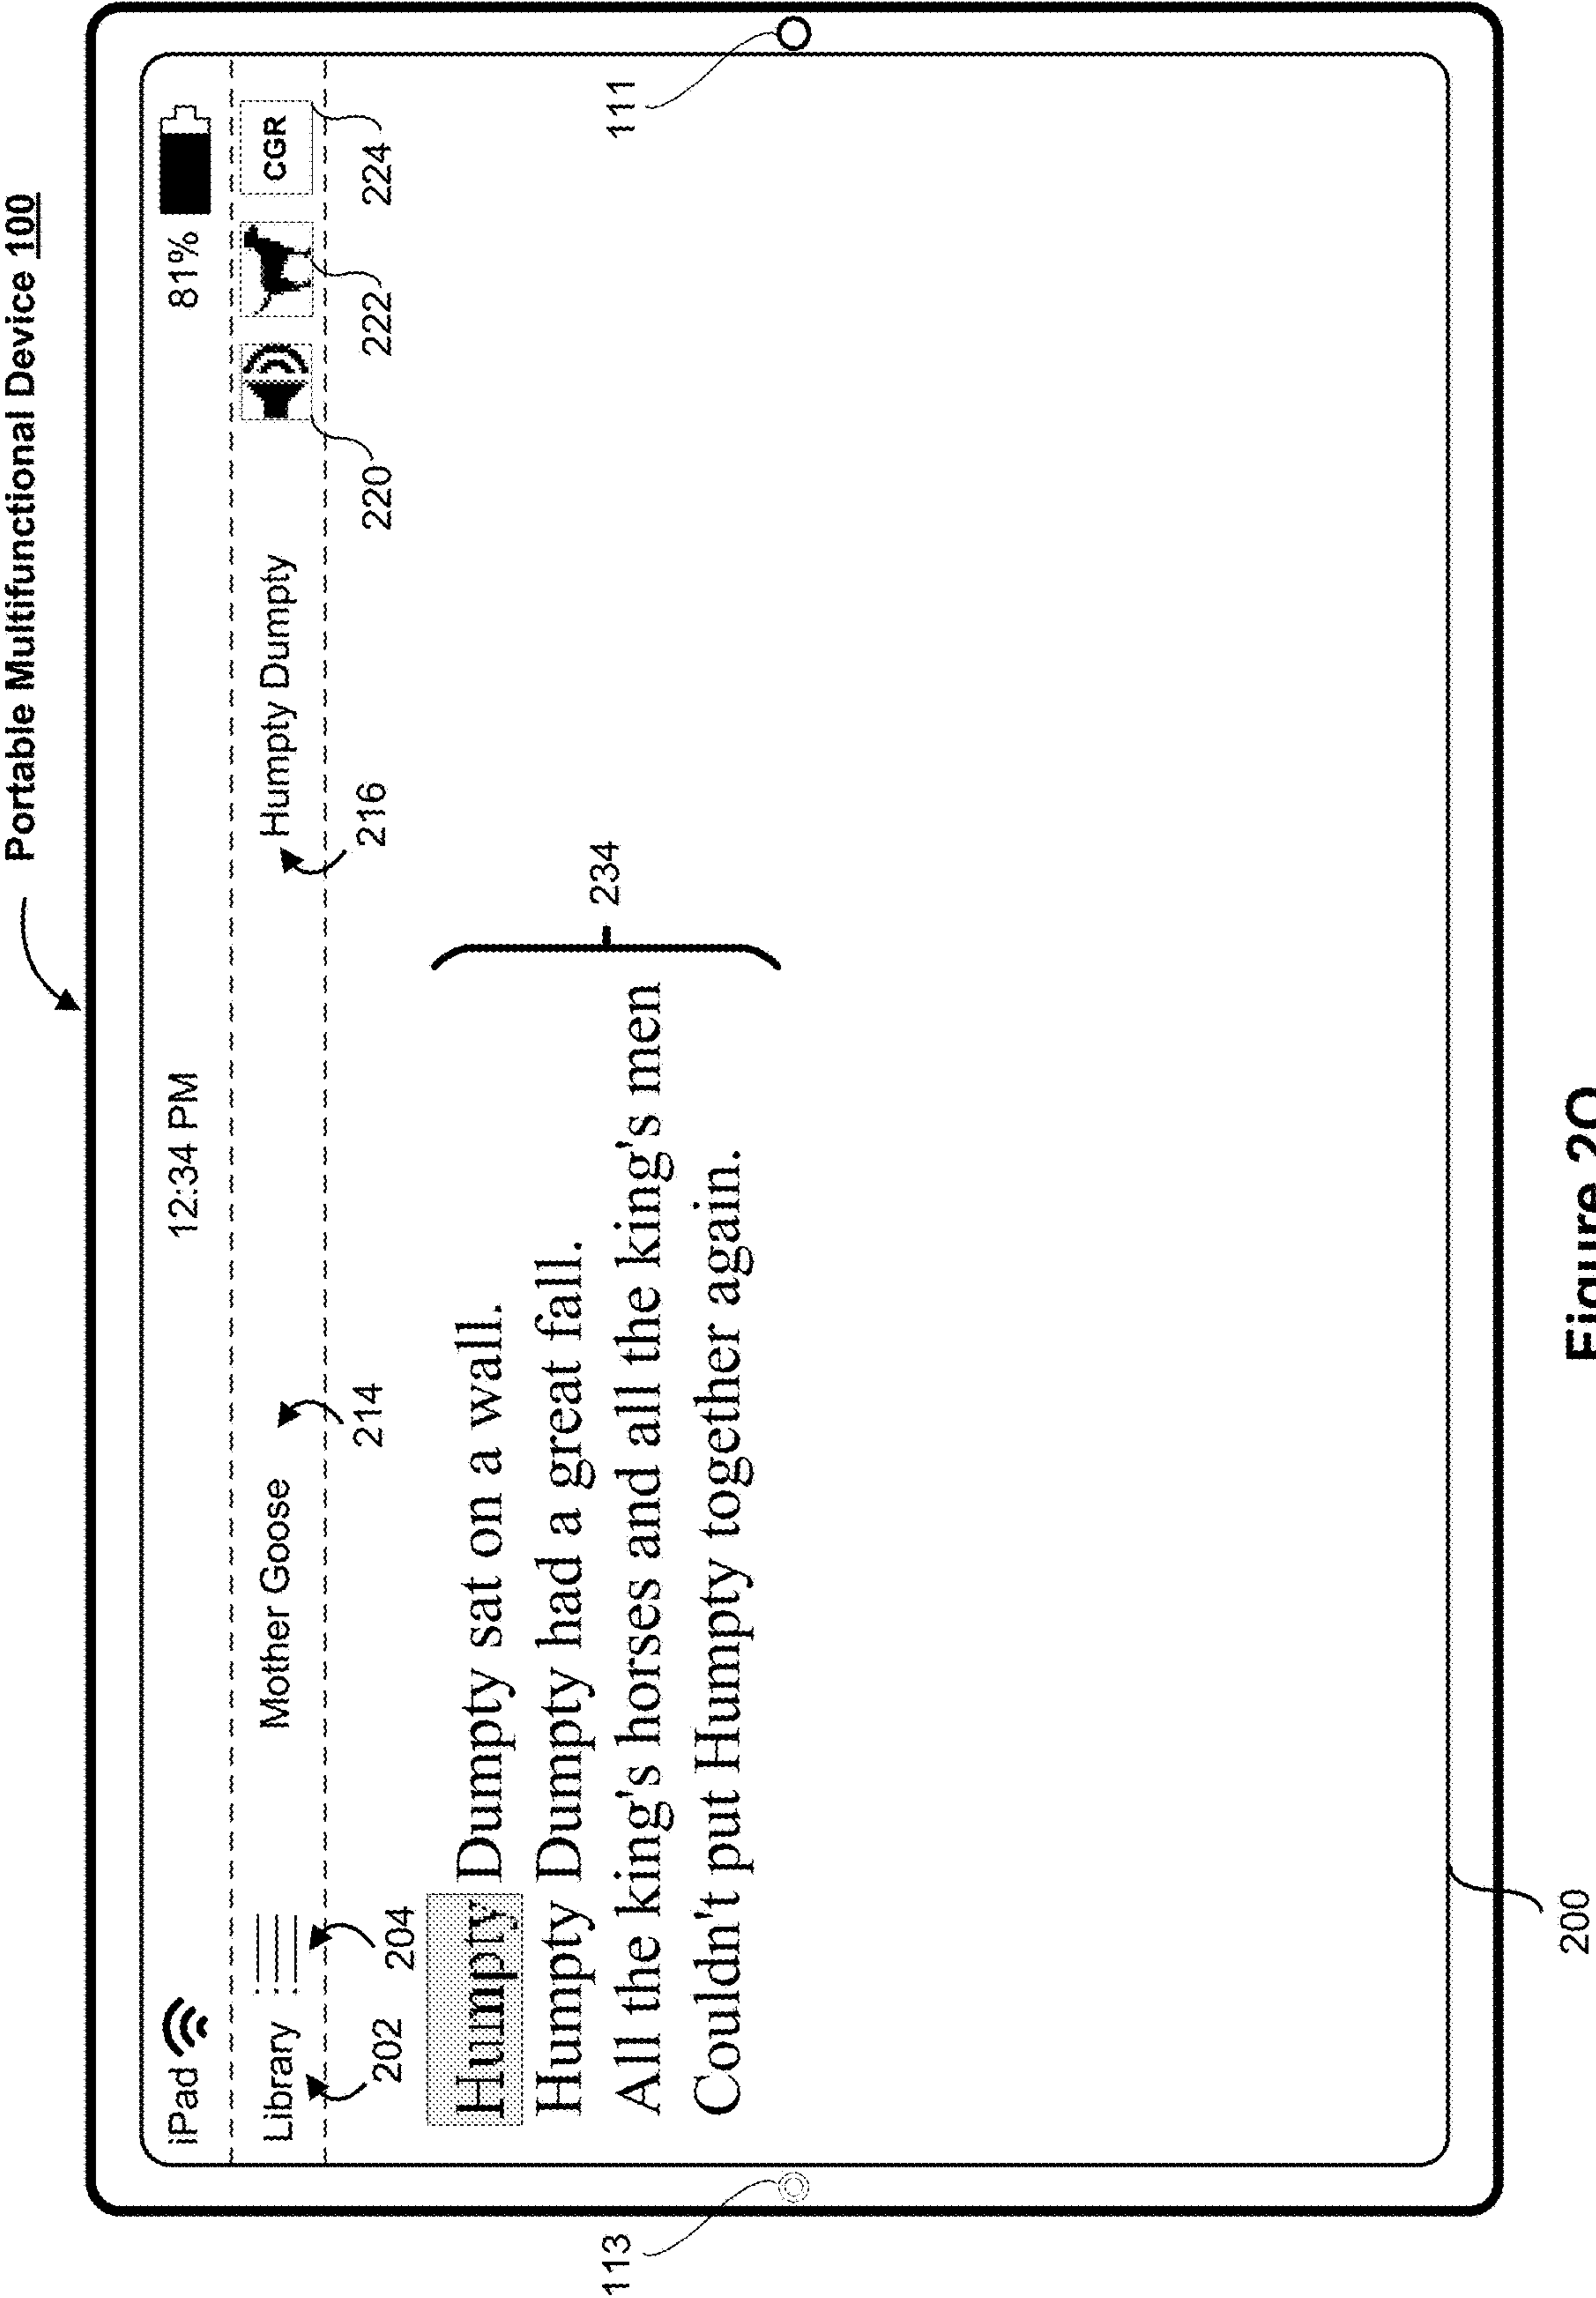 Portable Multifunctional Device 100
iPad 12:34 PM 81%
Library Mother Goose Humpty Dumpty CGR
202 204 214 216 220 222 224
Humpty Dumpty sat on a wall.
Humpty Dumpty had a great fall.
All the king's horses and all the king's men
Couldn't put Humpty together again.
234
113
111
200